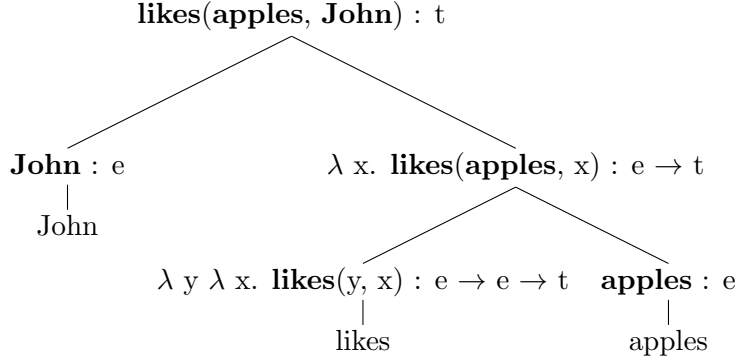 likes(apples, John) : t
John : e
λ x. likes(apples, x) : e → t
John
λ y λ x. likes(y, x) : e → e → t
apples : e
likes
apples